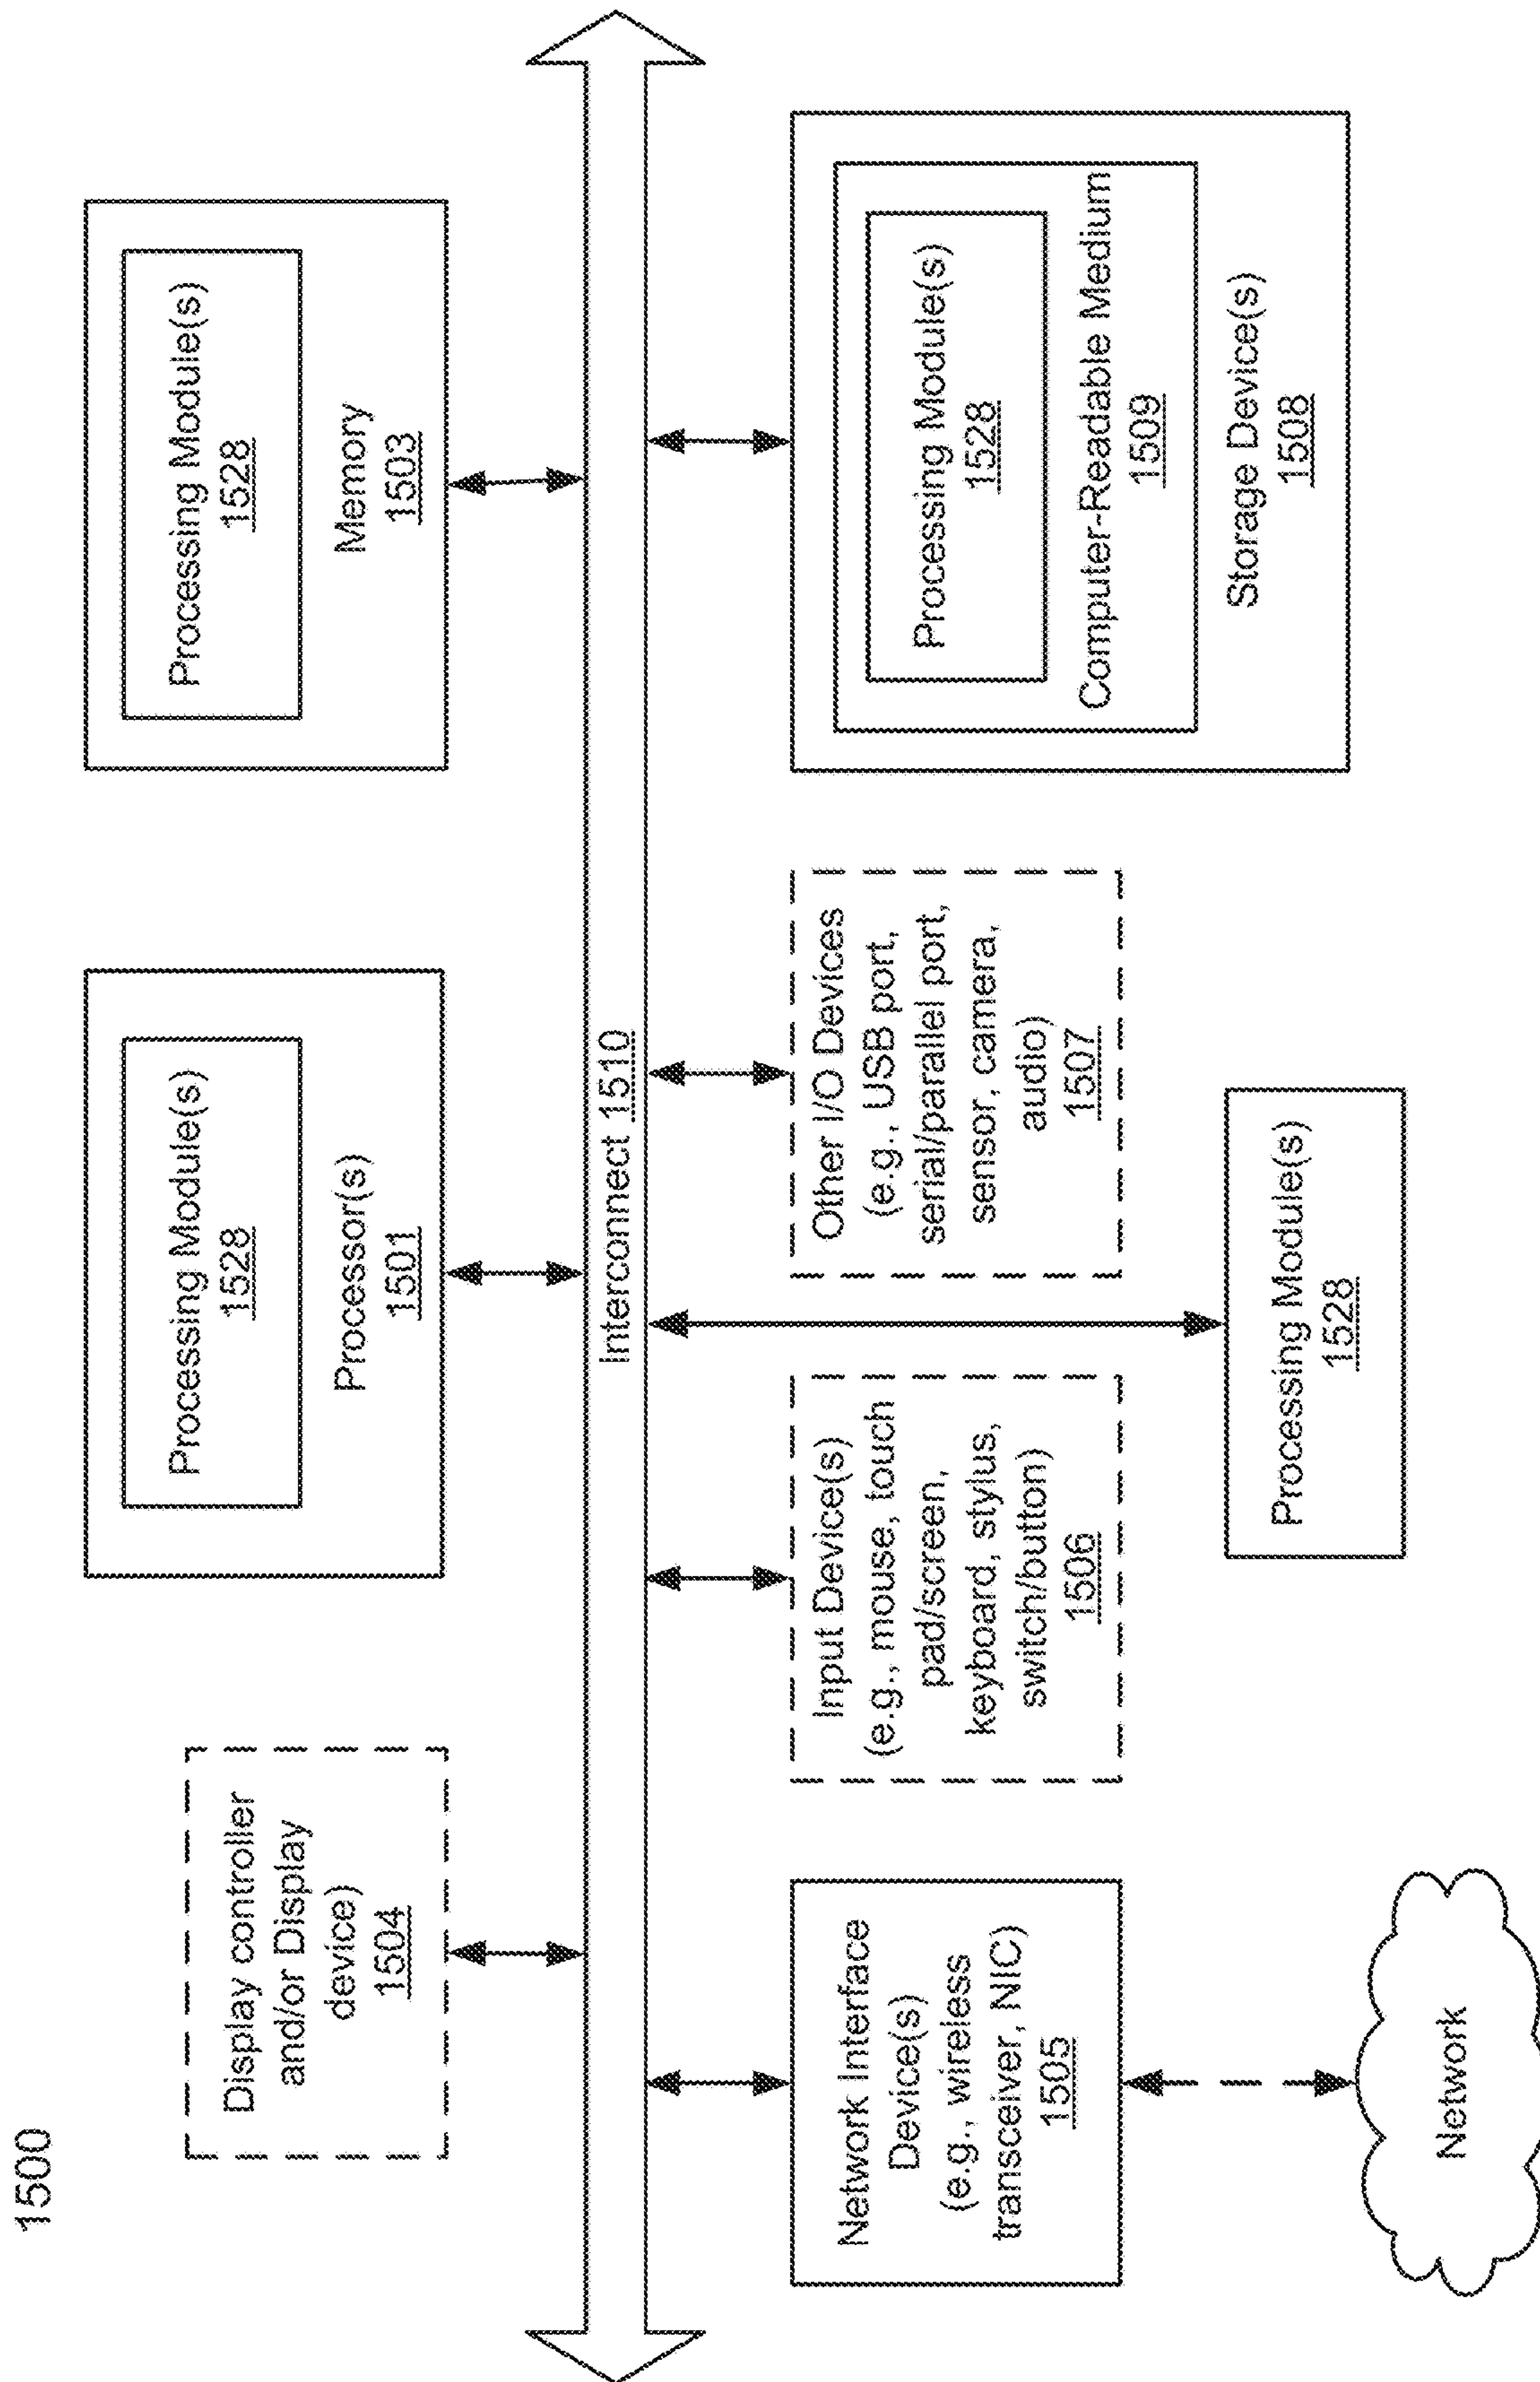 1500
Display controller
and/or Display
device)
1504
Processing Module(s)
1528
Processor(s)
1501
Processing Module(s)
1528
Memory
1503
Interconnect 1510
Network Interface
Device(s)
(e.g., wireless
transceiver, NIC)
1505
Input Device(s)
(e.g., mouse, touch
pad/screen,
keyboard, stylus,
switch/button)
1506
Other I/O Devices
(e.g., USB port,
serial/parallel port,
sensor, camera,
audio)
1507
Processing Module(s)
1528
Computer-Readable Medium
1509
Storage Device(s)
1508
Processing Module(s)
1528
Network